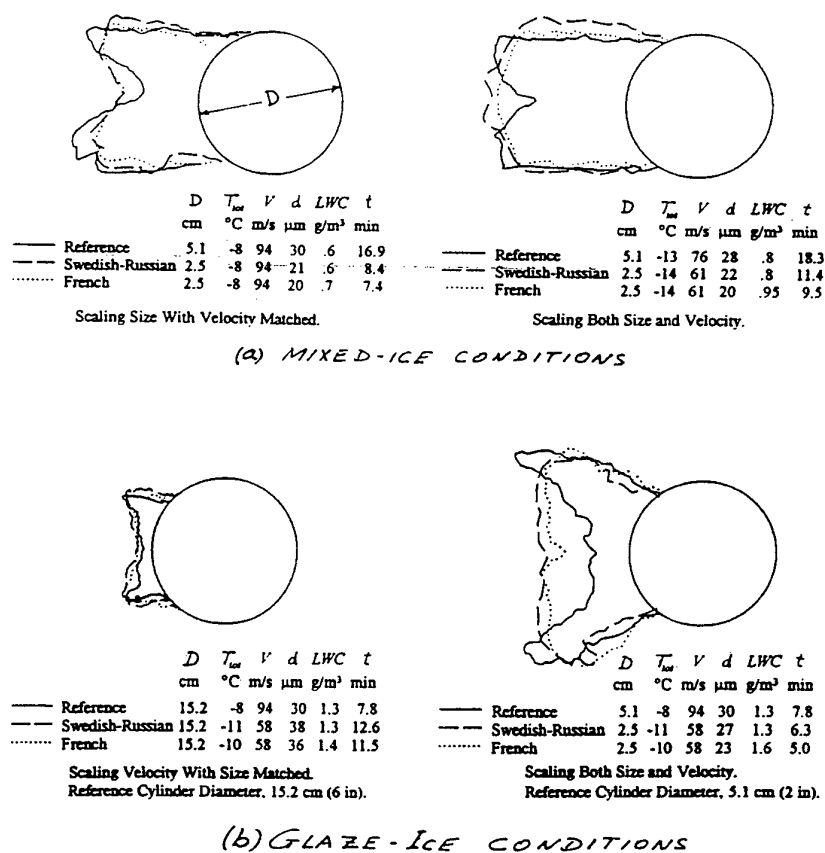 D
D T_tot V d LWC t
cm °C m/s µm g/m³ min
Reference 5.1 -8 94 30 .6 16.9
Swedish-Russian 2.5 -8 94 21 .6 8.4
French 2.5 -8 94 20 .7 7.4
Scaling Size With Velocity Matched.
D T_tot V d LWC t
cm °C m/s µm g/m³ min
Reference 5.1 -13 76 28 .8 18.3
Swedish-Russian 2.5 -14 61 22 .8 11.4
French 2.5 -14 61 20 .95 9.5
Scaling Both Size and Velocity.
(a) MIXED-ICE CONDITIONS
D T_tot V d LWC t
cm °C m/s µm g/m³ min
Reference 15.2 -8 94 30 1.3 7.8
Swedish-Russian 15.2 -11 58 38 1.3 12.6
French 15.2 -10 58 36 1.4 11.5
Scaling Velocity With Size Matched.
Reference Cylinder Diameter, 15.2 cm (6 in).
D T_tot V d LWC t
cm °C m/s µm g/m³ min
Reference 5.1 -8 94 30 1.3 7.8
Swedish-Russian 2.5 -11 58 27 1.3 6.3
French 2.5 -10 58 23 1.6 5.0
Scaling Both Size and Velocity.
Reference Cylinder Diameter, 5.1 cm (2 in).
(b) GLAZE-ICE CONDITIONS